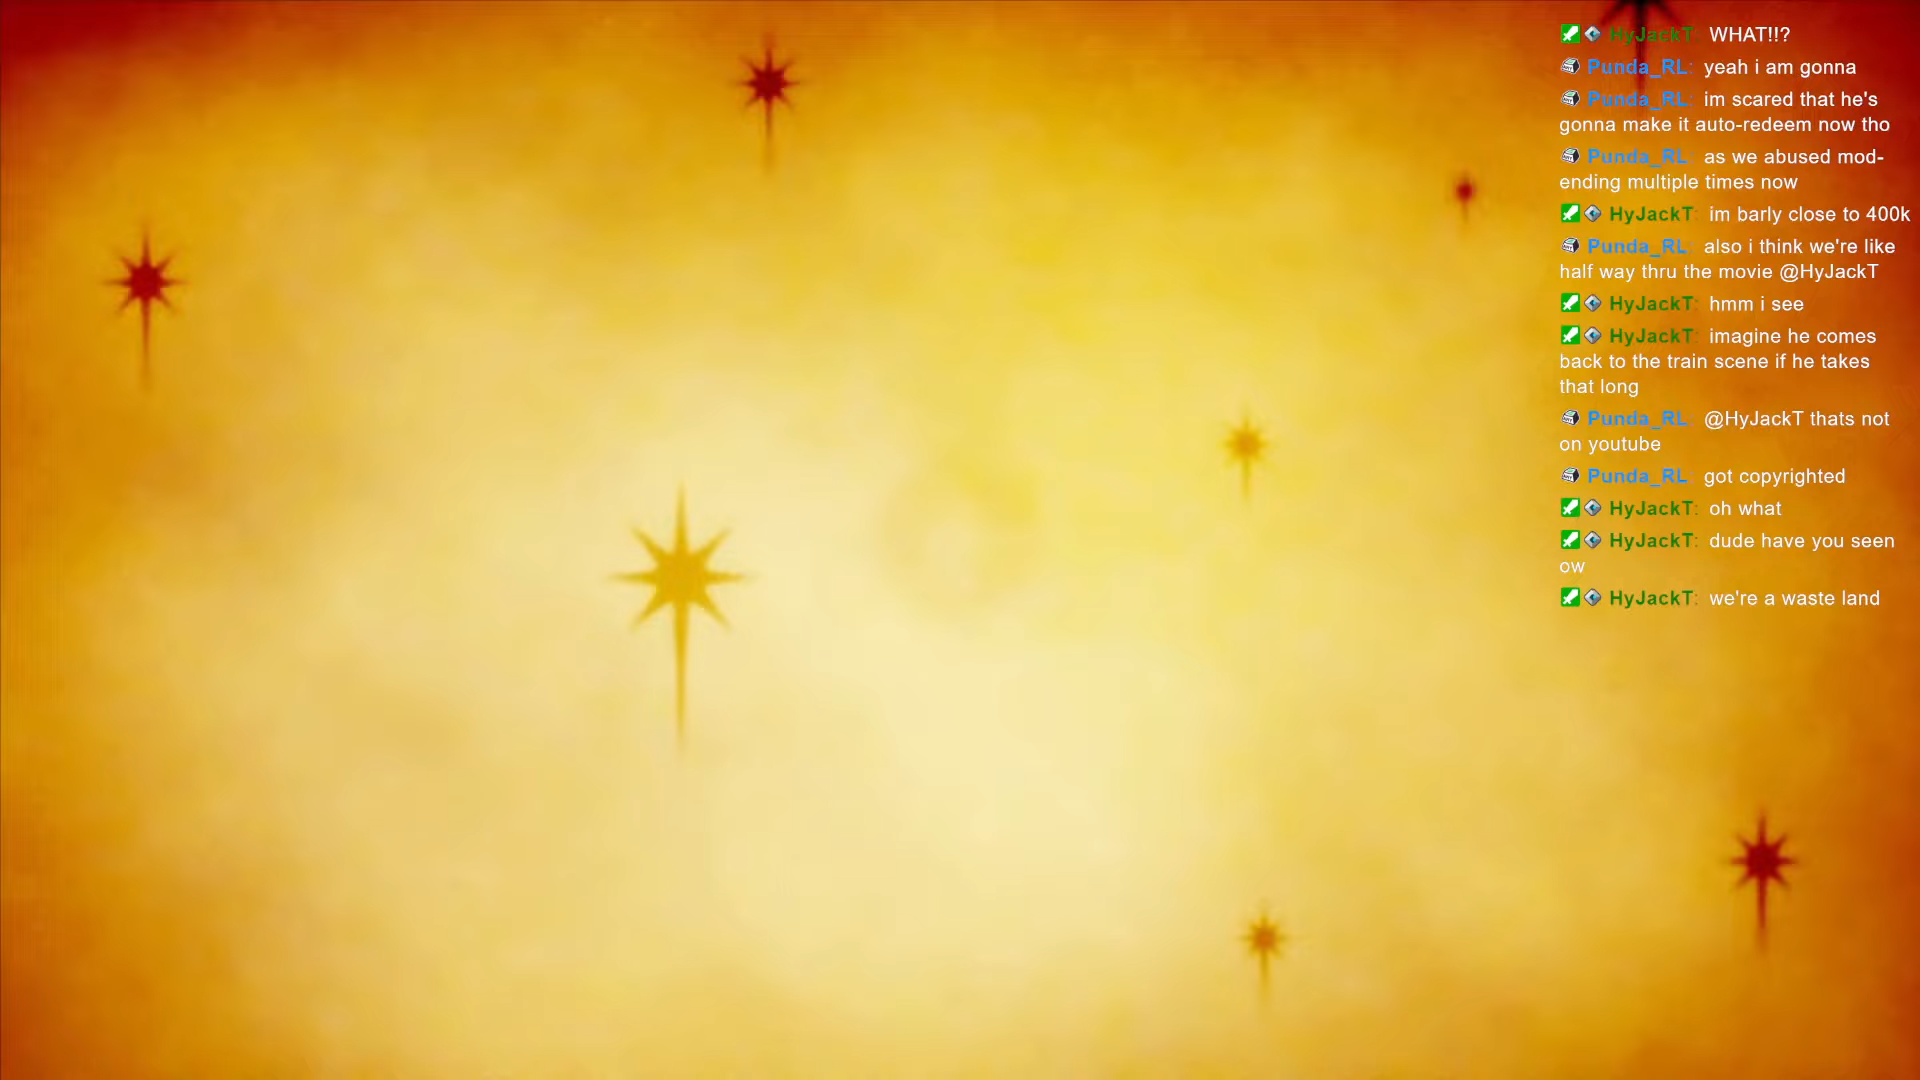 HyJackT: WHAT!!?
Punda_RL: yeah i am gonna
Punda_RL: im scared that he's
gonna make it auto-redeem now tho
Punda_RL: as we abused mod-
ending multiple times now
HyJackT: im barly close to 400k
Punda_RL: also i think we're like
half way thru the movie @HyJackT
HyJackT: hmm i see
HyJackT: imagine he comes
back to the train scene if he takes
that long
Punda_RL: @HyJackT thats not
on youtube
Punda_RL: got copyrighted
HyJackT: oh what
HyJackT: dude have you seen
ow
HyJackT: we're a waste land